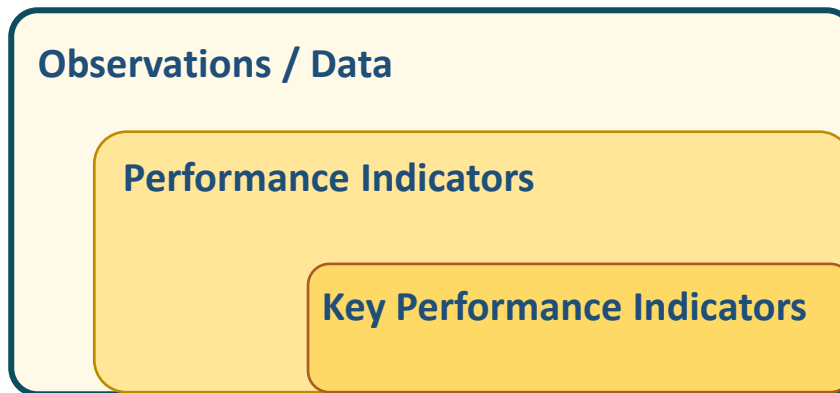 Observations / Data
Performance Indicators
Key Performance Indicators